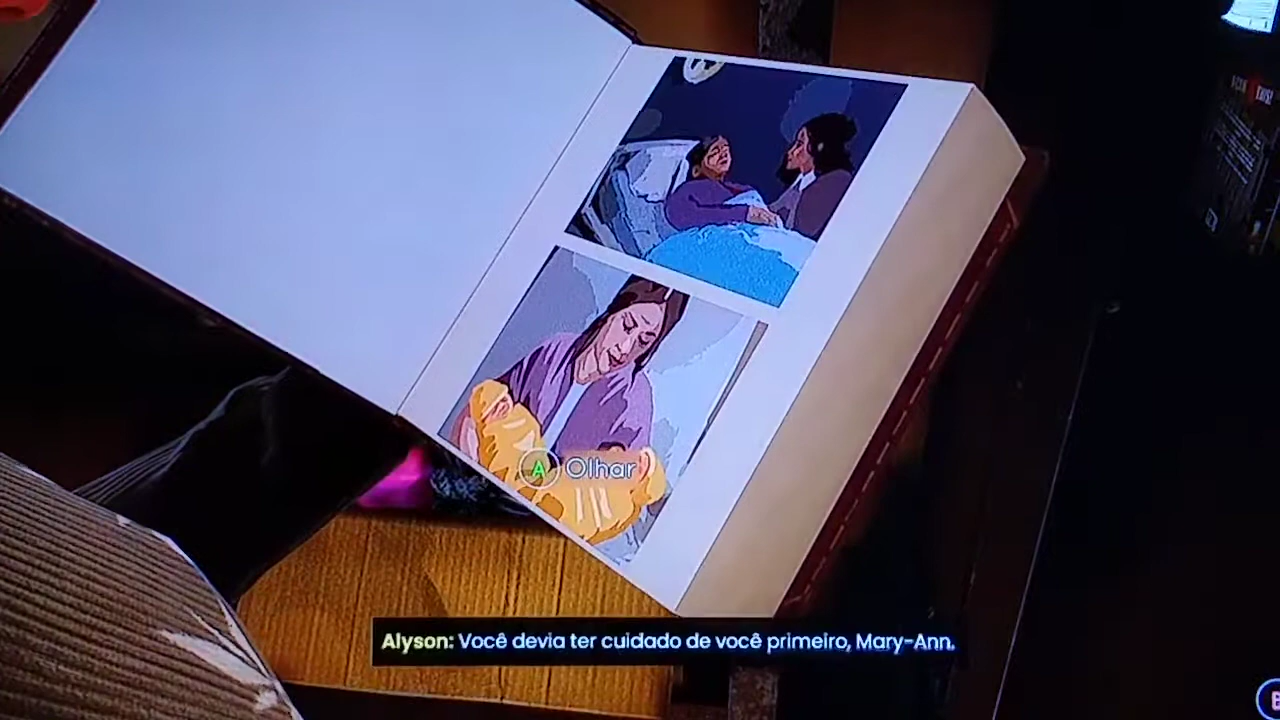 A Olhar
Alyson: Você devia ter cuidado de você primeiro, Mary-Ann.